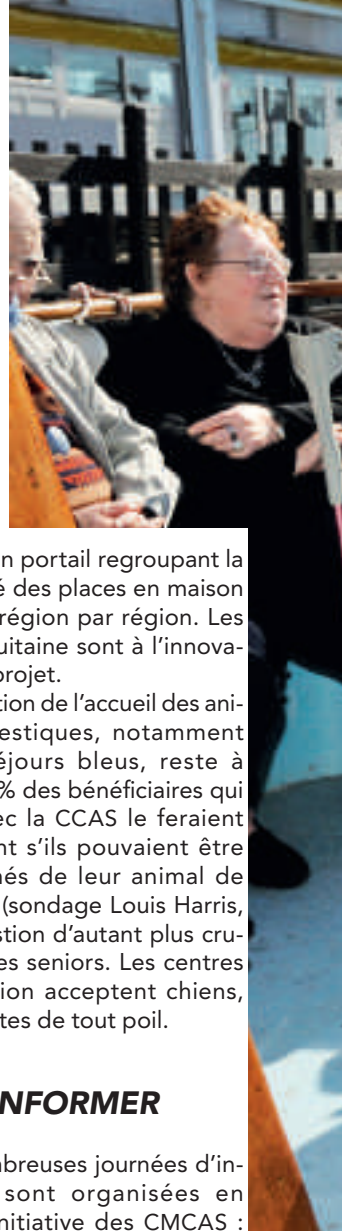 n portail regroupant la
é des places en maison
région par région. Les
uitaine sont à l'innova-
projet.
tion de l'accueil des ani-
estiques, notamment
éjours bleus, reste à
% des bénéficiaires qui
ec la CCAS le feraient
nt s'ils pouvaient être
nés de leur animal de
(sondage Louis Harris,
stion d'autant plus cru-
es seniors. Les centres
ion acceptent chiens,
tes de tout poil.
NFORMER
mbreuses journées d'in-
sont organisées en
nitiative des CMCAS :